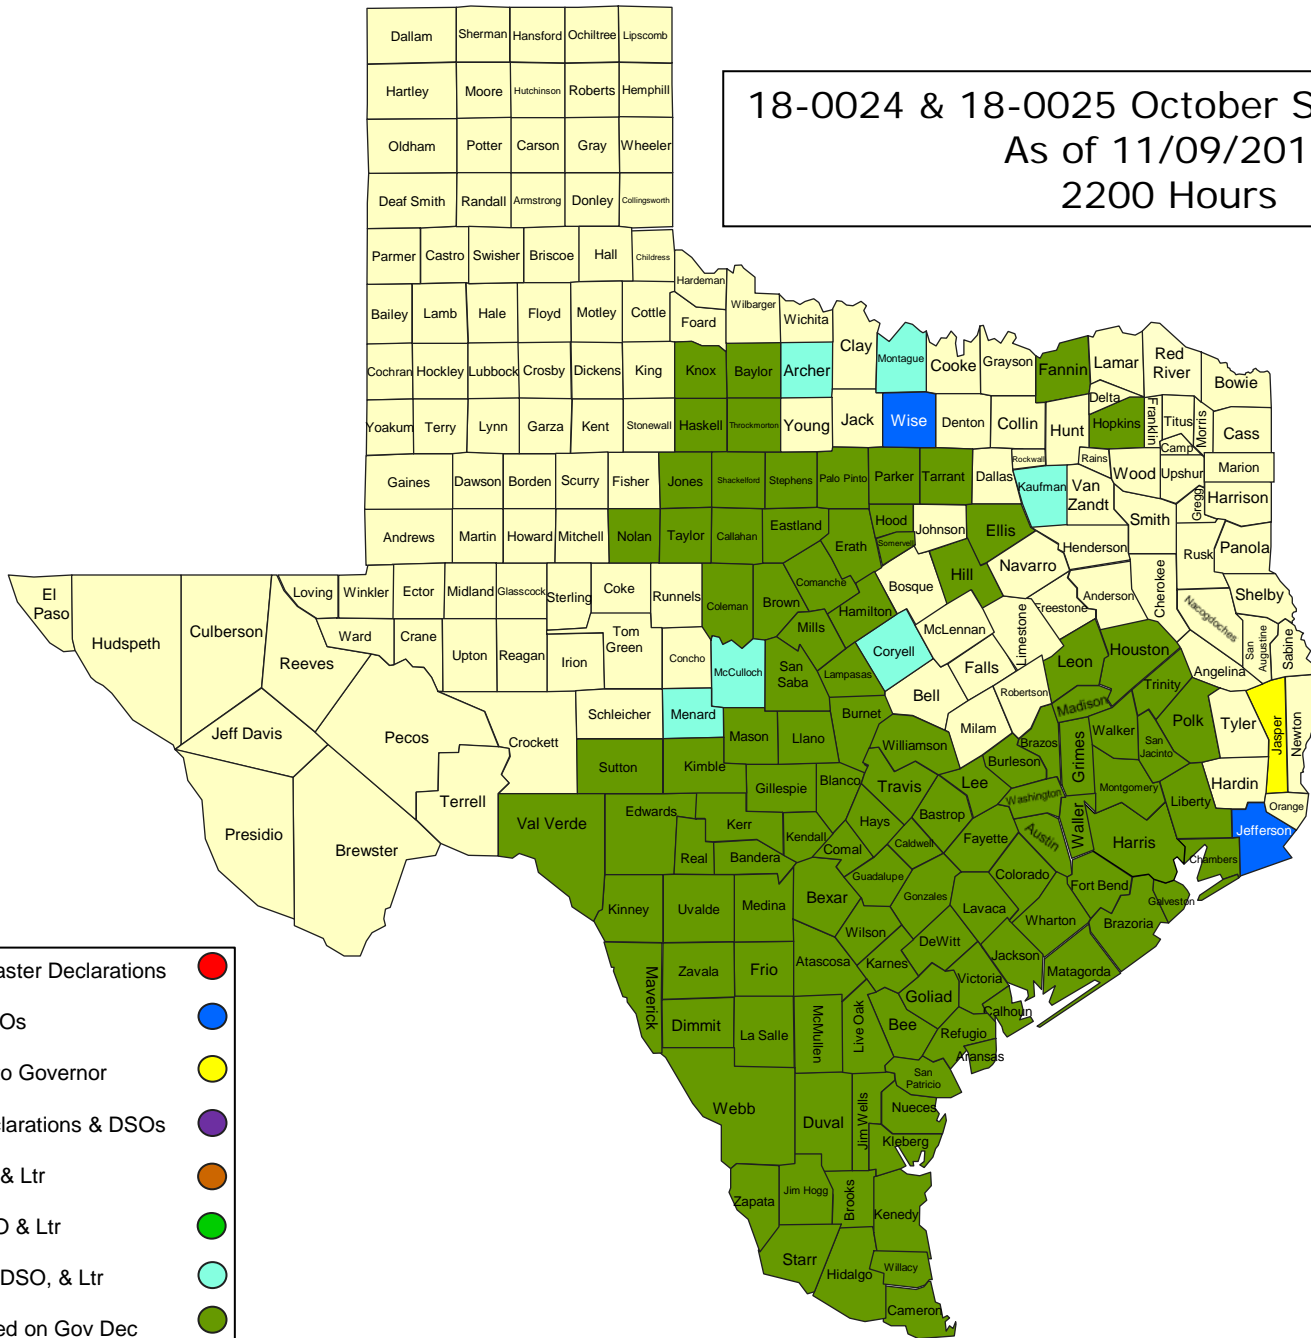 18-0024 & 18-0025 October S
As of 11/09/201
2200 Hours
Dallam Sherman Hansford Ochiltree Lipscomb
Hartley Moore Hutchinson Roberts Hemphill
Oldham Potter Carson Gray Wheeler
Deaf Smith Randall Armstrong Donley Collingsworth
Parmer Castro Swisher Briscoe Hall Childress
Hardeman
Bailey Lamb Hale Floyd Motley Cottle Foard Wilbarger Wichita Clay Montague Cooke Grayson Fannin Lamar Red River Bowie
Cochran Hockley Lubbock Crosby Dickens King Knox Baylor Archer
Delta
Yoakum Terry Lynn Garza Kent Stonewall Haskell Throckmorton Young Jack Wise Denton Collin Hunt Hopkins Franklin Titus Morris Cass
Camp
Rockwall Rains
Gaines Dawson Borden Scurry Fisher Jones Shackelford Stephens Palo Pinto Parker Tarrant Dallas Kaufman Van Zandt Wood Upshur Marion
Gregg Harrison
Andrews Martin Howard Mitchell Nolan Taylor Callahan Eastland Erath Hood Somervell Johnson Ellis Henderson Smith Rusk Panola
El Paso Hudspeth Culberson Loving Winkler Ector Midland Glasscock Sterling Coke Runnels Coleman Brown Comanche Hamilton Bosque Hill Navarro Freestone Anderson Cherokee Nacogdoches Shelby
Reeves Ward Crane Upton Reagan Irion Tom Green Concho McCulloch San Saba Mills Lampasas Coryell McLennan Falls Limestone Leon Houston Angelina San Augustine Sabine
Jeff Davis Pecos Crockett Schleicher Menard Mason Llano Burnet Bell Milam Robertson Madison Trinity Polk Tyler Jasper Newton
Presidio Brewster Terrell Sutton Kimble Gillespie Blanco Williamson Travis Lee Burleson Brazos Grimes Walker San Jacinto Hardin
Val Verde Edwards Kerr Kendall Hays Bastrop Washington Waller Montgomery Liberty Orange
Real Bandera Comal Caldwell Fayette Austin Harris Chambers Jefferson
Kinney Uvalde Medina Bexar Guadalupe Gonzales Lavaca Colorado Fort Bend Galveston
Wilson Wharton Brazoria
Maverick Zavala Frio Atascosa Karnes DeWitt Jackson Matagorda
Victoria
Dimmit La Salle McMullen Live Oak Bee Goliad Calhoun
Refugio
Aransas
San Patricio
Webb Duval Jim Wells Nueces
Kleberg
Zapata Jim Hogg Brooks Kenedy
Starr Hidalgo Willacy
Cameron
aster Declarations
Os
o Governor
clarations & DSOs
& Ltr
O & Ltr
DSO, & Ltr
ed on Gov Dec